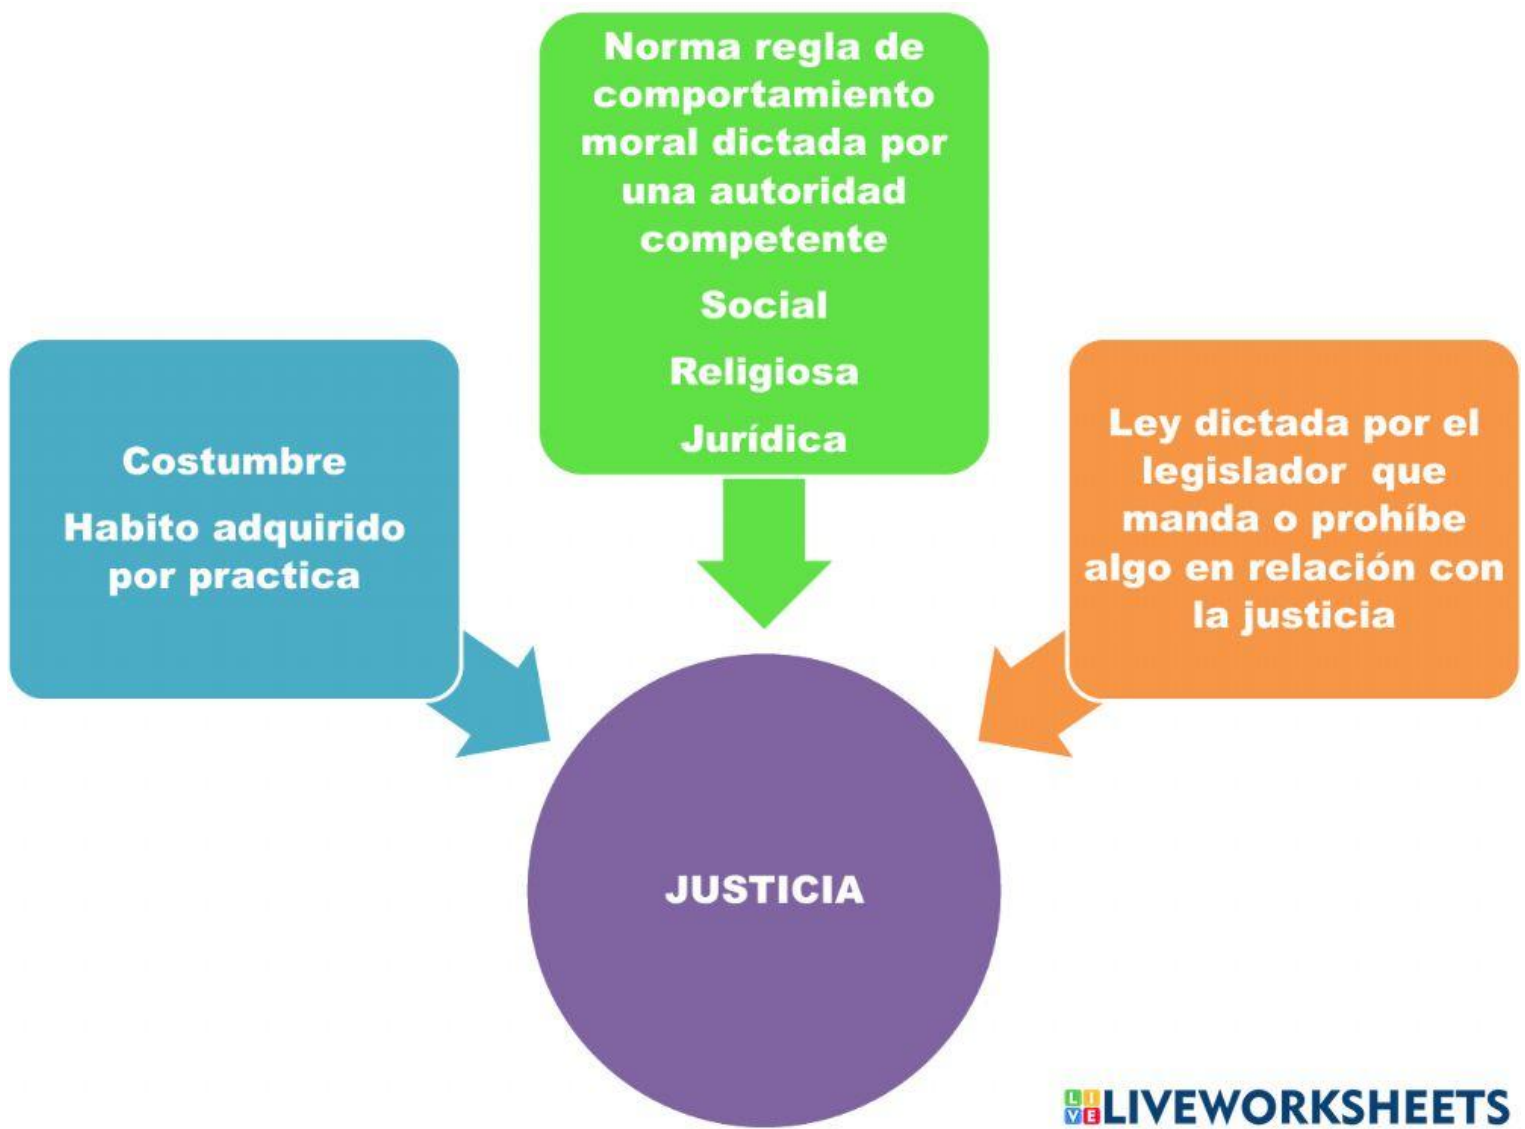 Norma regla de
comportamiento
moral dictada por
una autoridad
competente
Social
Religiosa
Jurídica
Costumbre
Habito adquirido
por practica
Ley dictada por el
legislador que
manda o prohíbe
algo en relación con
la justicia
JUSTICIA
LIVE LIVEWORKSHEETS